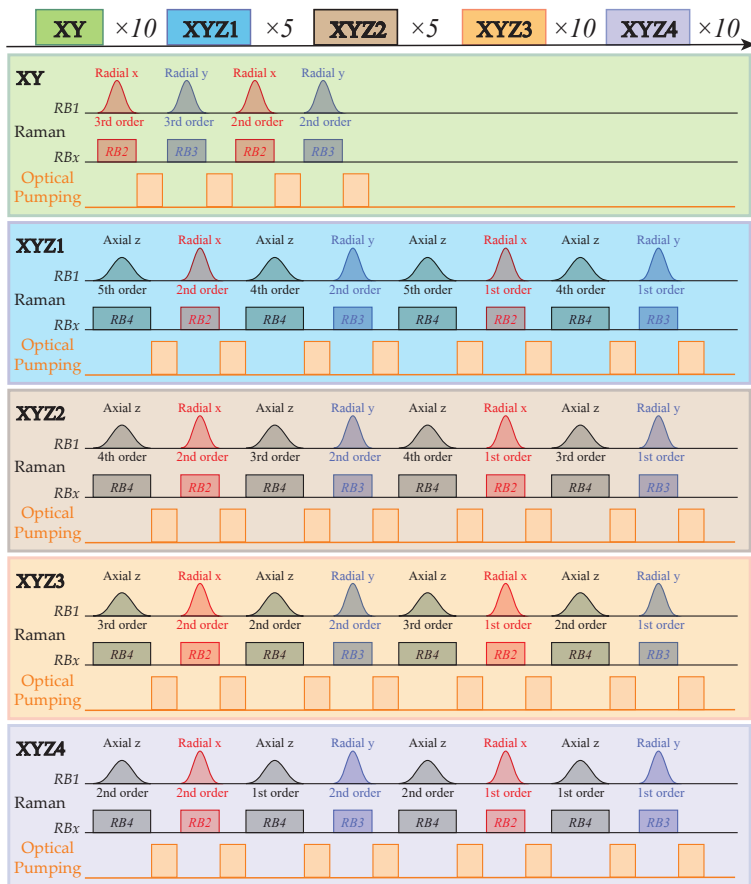 XY ×10 XYZ1 ×5 XYZ2 ×5 XYZ3 ×10 XYZ4 ×10
XY
Radial x Radial y Radial x Radial y
RB1
3rd order 3rd order 2nd order 2nd order
Raman
RBx RB2 RB3 RB2 RB3
Optical
Pumping
XYZ1
Axial z Radial x Axial z Radial y Axial z Radial x Axial z Radial y
RB1
5th order 2nd order 4th order 2nd order 5th order 1st order 4th order 1st order
Raman
RBx RB4 RB2 RB4 RB3 RB4 RB2 RB4 RB3
Optical
Pumping
XYZ2
Axial z Radial x Axial z Radial y Axial z Radial x Axial z Radial y
RB1
4th order 2nd order 3rd order 2nd order 4th order 1st order 3rd order 1st order
Raman
RBx RB4 RB2 RB4 RB3 RB4 RB2 RB4 RB3
Optical
Pumping
XYZ3
Axial z Radial x Axial z Radial y Axial z Radial x Axial z Radial y
RB1
3rd order 2nd order 2nd order 2nd order 3rd order 1st order 2nd order 1st order
Raman
RBx RB4 RB2 RB4 RB3 RB4 RB2 RB4 RB3
Optical
Pumping
XYZ4
Axial z Radial x Axial z Radial y Axial z Radial x Axial z Radial y
RB1
2nd order 2nd order 1st order 2nd order 2nd order 1st order 1st order 1st order
Raman
RBx RB4 RB2 RB4 RB3 RB4 RB2 RB4 RB3
Optical
Pumping